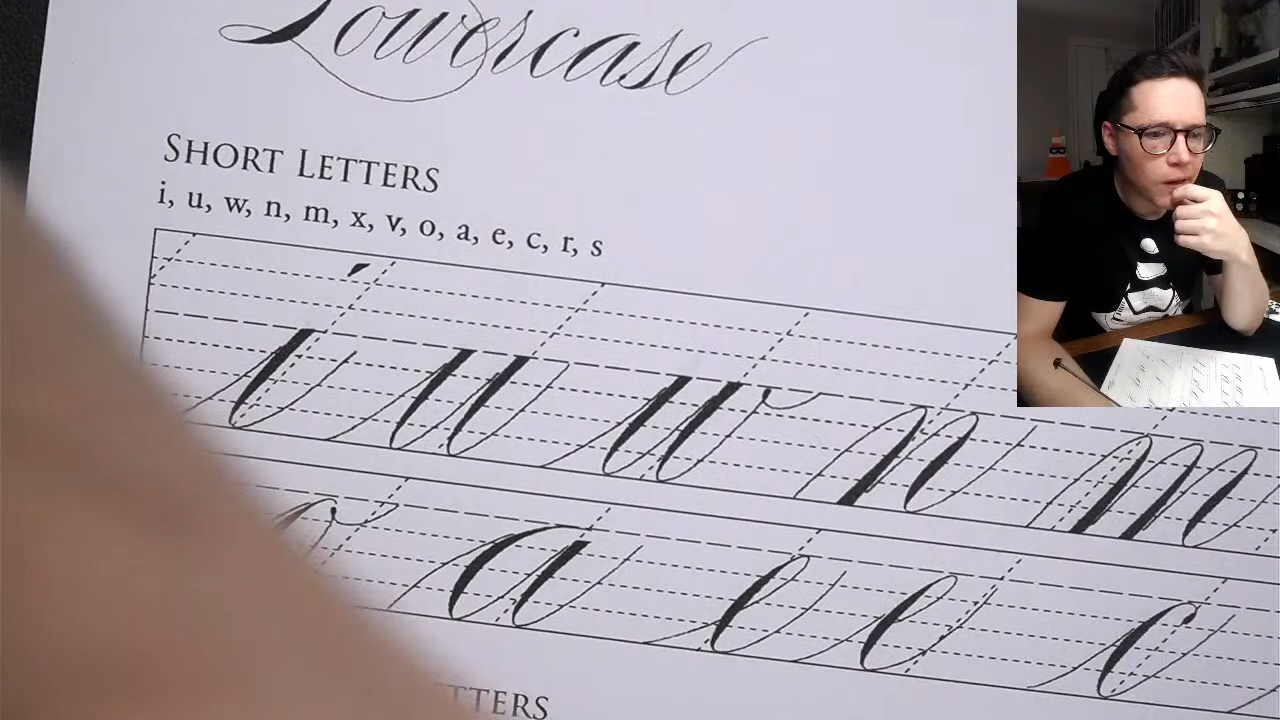 Lowercase
SHORT LETTERS
i, u, w, n, m, x, v, o, a, e, c, r, s
i u w n m
a e e c